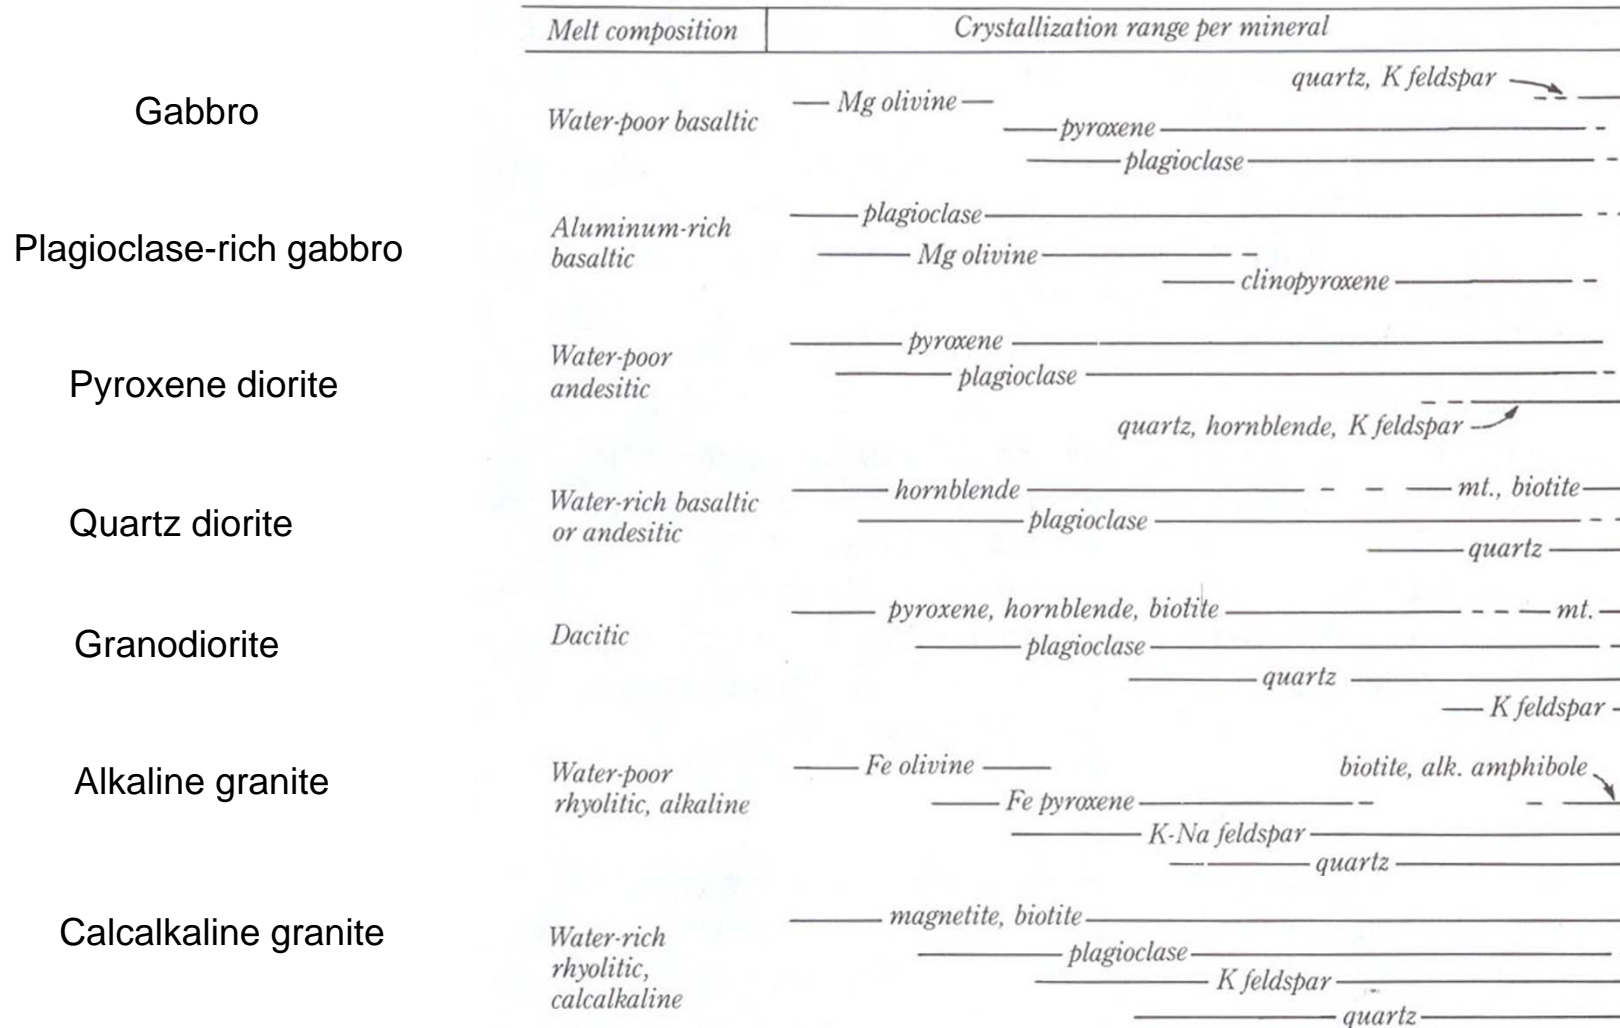 Melt composition Crystallization range per mineral
Gabbro
Water-poor basaltic
Mg olivine
quartz, K feldspar
pyroxene
plagioclase
Plagioclase-rich gabbro
Aluminum-rich
basaltic
plagioclase
Mg olivine
clinopyroxene
Pyroxene diorite
Water-poor
andesitic
pyroxene
plagioclase
quartz, hornblende, K feldspar
Quartz diorite
Water-rich basaltic
or andesitic
hornblende
mt., biotite
plagioclase
quartz
Granodiorite
Dacitic
pyroxene, hornblende, biotite
mt.
plagioclase
quartz
K feldspar
Alkaline granite
Water-poor
rhyolitic, alkaline
Fe olivine
biotite, alk. amphibole
Fe pyroxene
K-Na feldspar
quartz
Calcalkaline granite
Water-rich
rhyolitic,
calcalkaline
magnetite, biotite
plagioclase
K feldspar
quartz